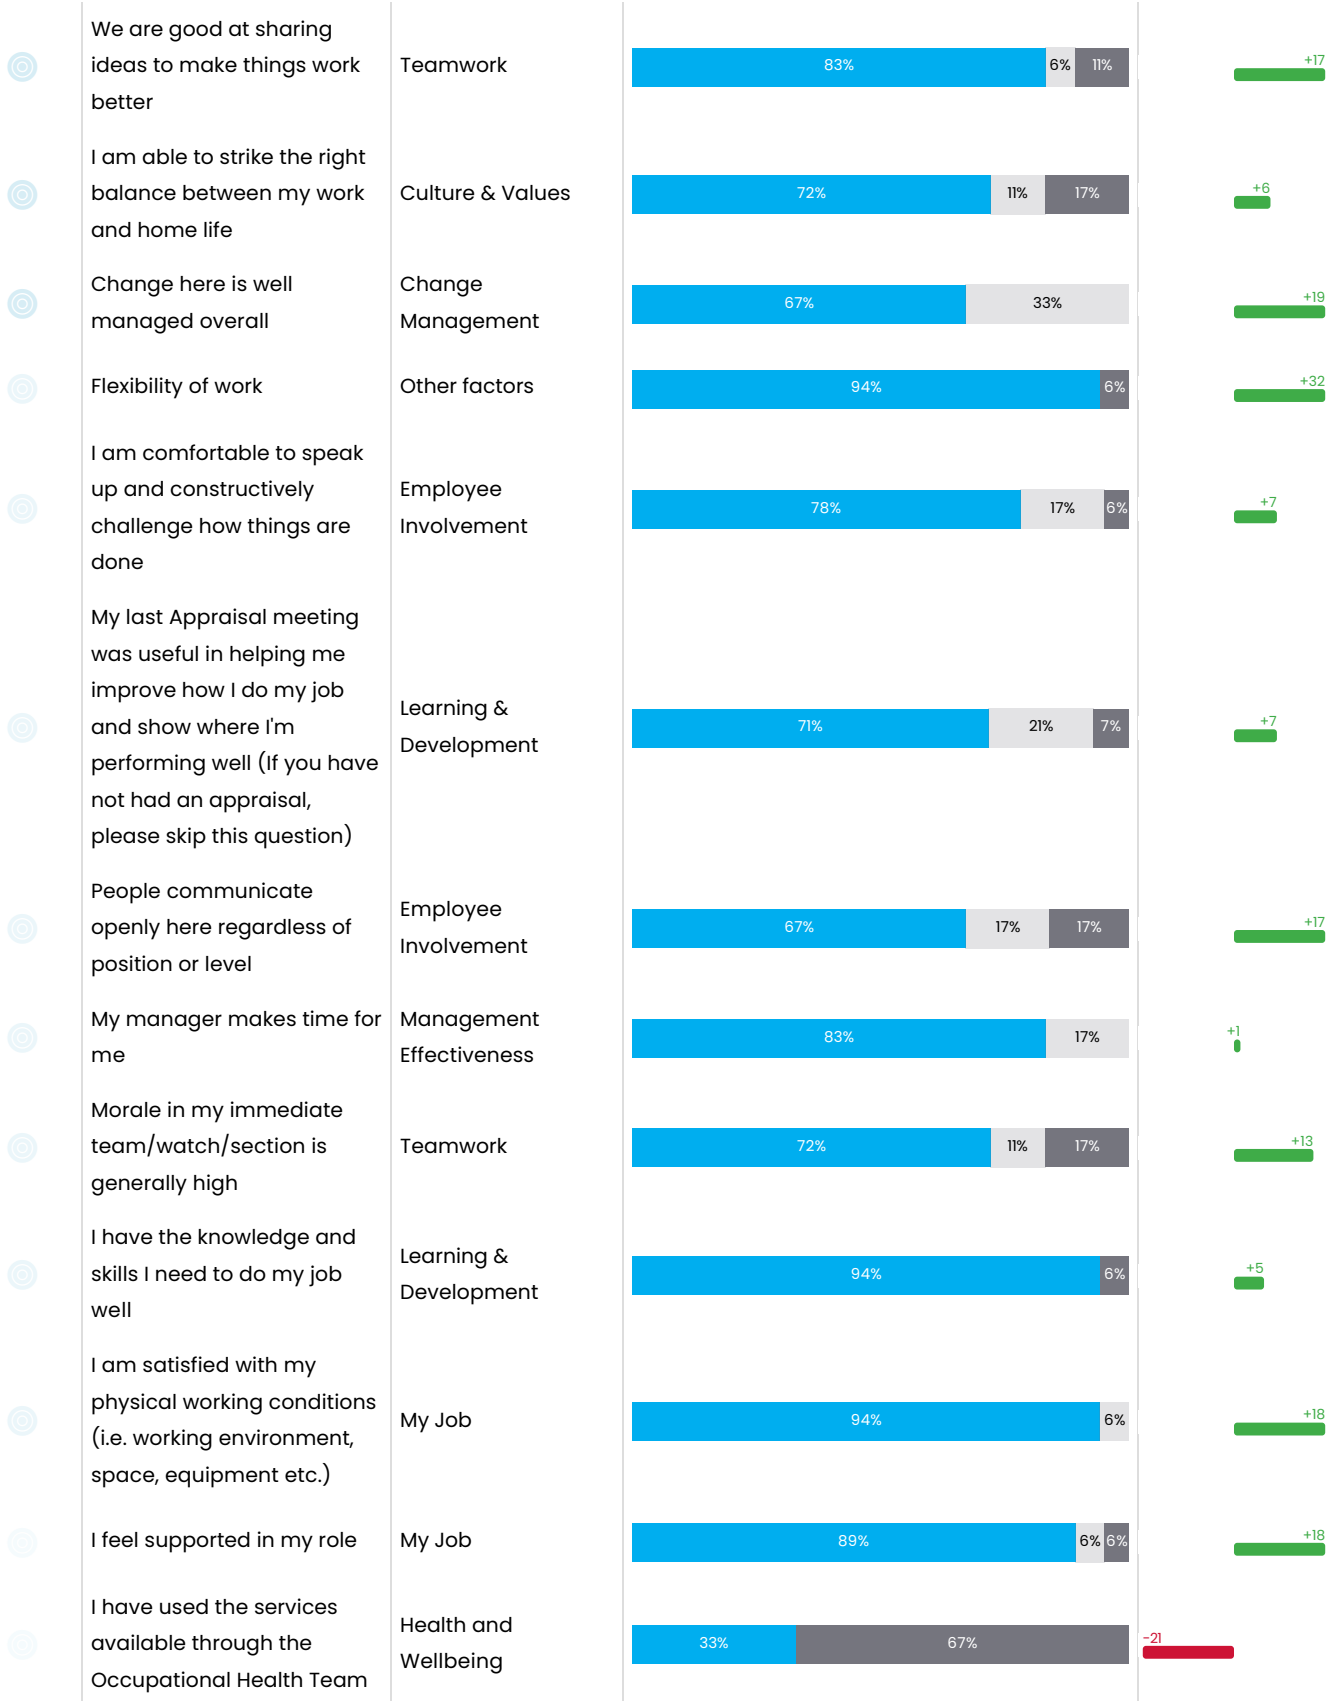 We are good at sharing
ideas to make things work
better
Teamwork
83%
6%
11%
+17
I am able to strike the right
balance between my work
and home life
Culture & Values
72%
11%
17%
+6
Change here is well
managed overall
Change
Management
67%
33%
+19
Flexibility of work
Other factors
94%
6%
+32
I am comfortable to speak
up and constructively
challenge how things are
done
Employee
Involvement
78%
17%
6%
+7
My last Appraisal meeting
was useful in helping me
improve how I do my job
and show where I'm
performing well (If you have
not had an appraisal,
please skip this question)
Learning &
Development
71%
21%
7%
+7
People communicate
openly here regardless of
position or level
Employee
Involvement
67%
17%
17%
+17
My manager makes time for
me
Management
Effectiveness
83%
17%
+1
Morale in my immediate
team/watch/section is
generally high
Teamwork
72%
11%
17%
+13
I have the knowledge and
skills I need to do my job
well
Learning &
Development
94%
6%
+5
I am satisfied with my
physical working conditions
(i.e. working environment,
space, equipment etc.)
My Job
94%
6%
+18
I feel supported in my role
My Job
89%
6%
6%
+18
I have used the services
available through the
Occupational Health Team
Health and
Wellbeing
33%
67%
-21